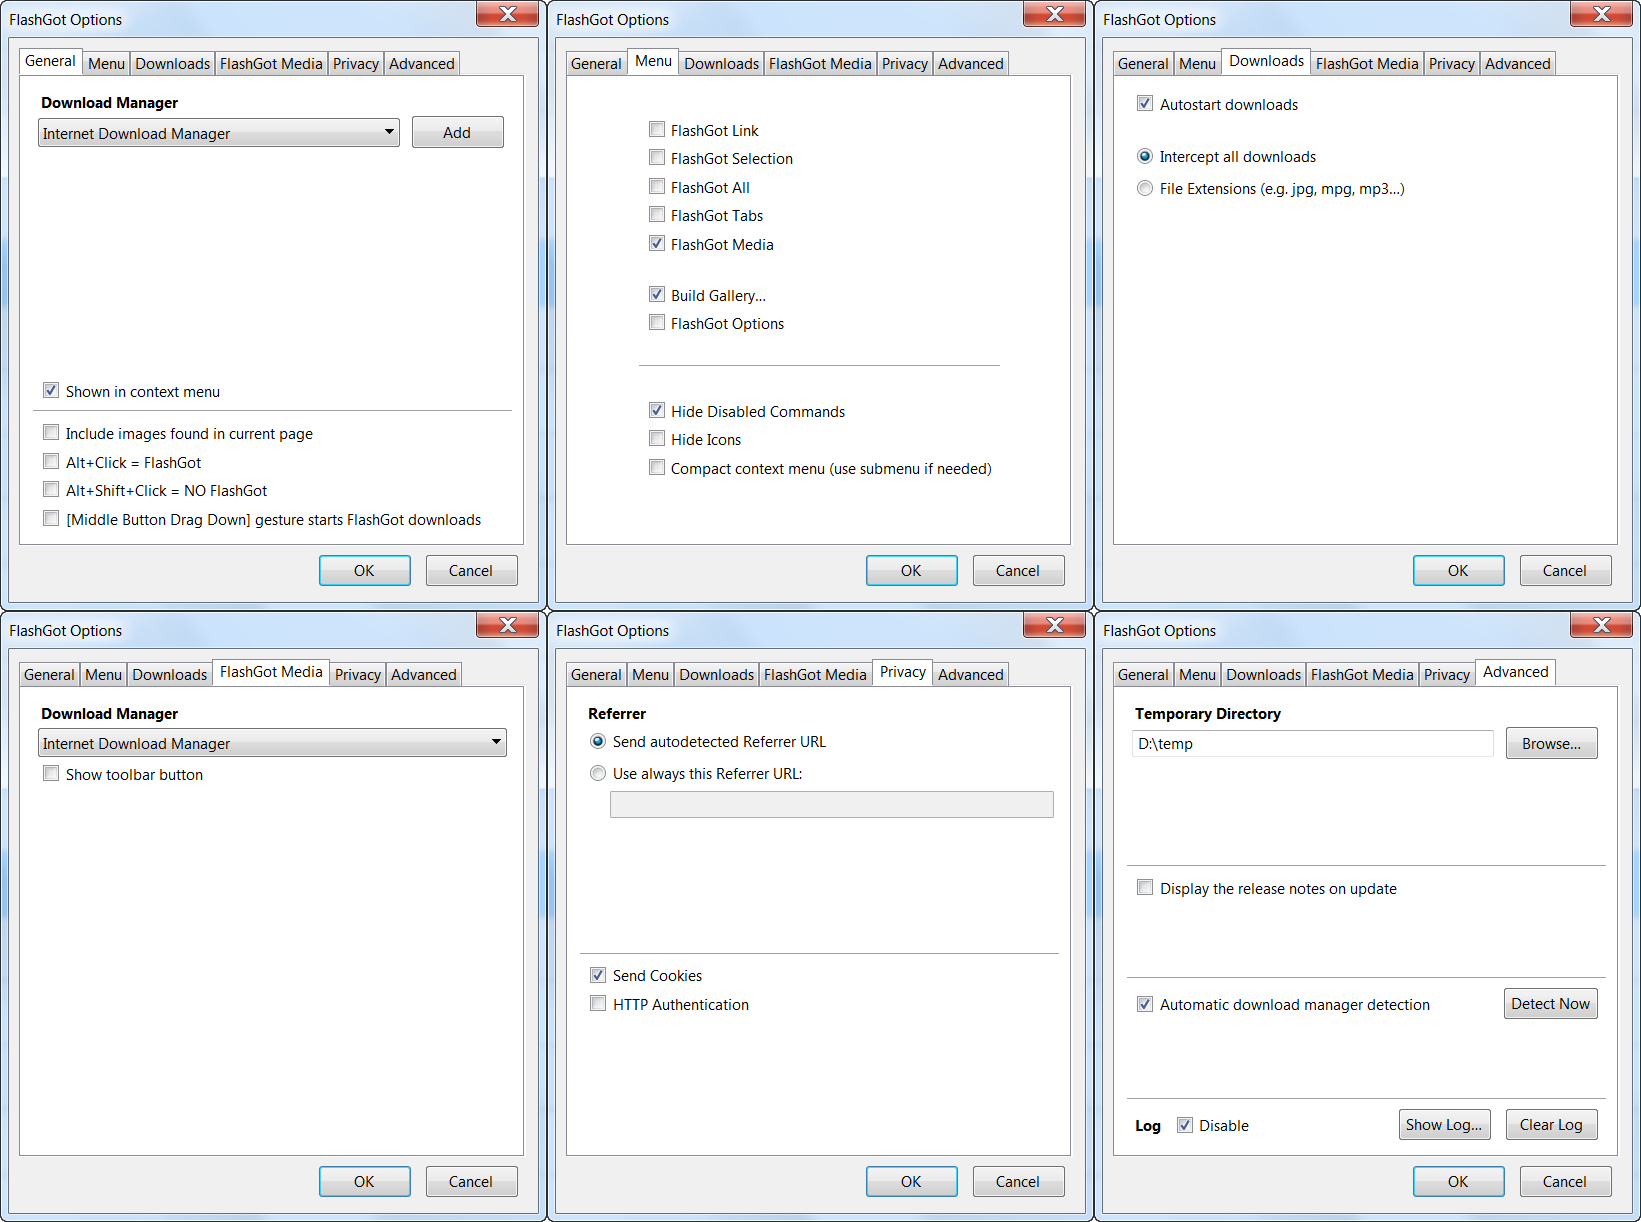 FlashGot Options
General Menu Downloads FlashGot Media Privacy Advanced
Download Manager
Internet Download Manager Add
Shown in context menu
Include images found in current page
Alt+Click = FlashGot
Alt+Shift+Click = NO FlashGot
[Middle Button Drag Down] gesture starts FlashGot downloads
OK Cancel
FlashGot Options
General Menu Downloads FlashGot Media Privacy Advanced
FlashGot Link
FlashGot Selection
FlashGot All
FlashGot Tabs
FlashGot Media
Build Gallery...
FlashGot Options
Hide Disabled Commands
Hide Icons
Compact context menu (use submenu if needed)
OK Cancel
FlashGot Options
General Menu Downloads FlashGot Media Privacy Advanced
Autostart downloads
Intercept all downloads
File Extensions (e.g. jpg, mpg, mp3...)
OK Cancel
FlashGot Options
General Menu Downloads FlashGot Media Privacy Advanced
Download Manager
Internet Download Manager
Show toolbar button
OK Cancel
FlashGot Options
General Menu Downloads FlashGot Media Privacy Advanced
Referrer
Send autodetected Referrer URL
Use always this Referrer URL:
Send Cookies
HTTP Authentication
OK Cancel
FlashGot Options
General Menu Downloads FlashGot Media Privacy Advanced
Temporary Directory
D:\temp Browse...
Display the release notes on update
Automatic download manager detection Detect Now
Log Disable Show Log... Clear Log
OK Cancel